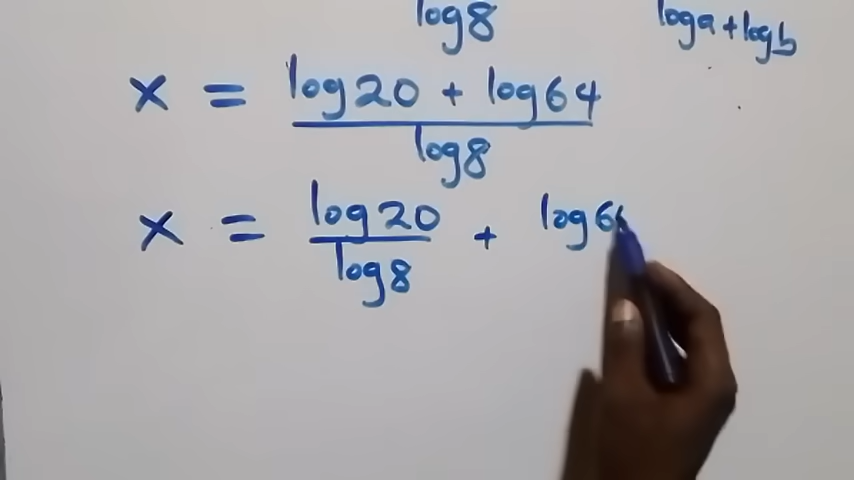 log8 loga + logb
x = log20 + log64
log8
x = log20 + log6
log8